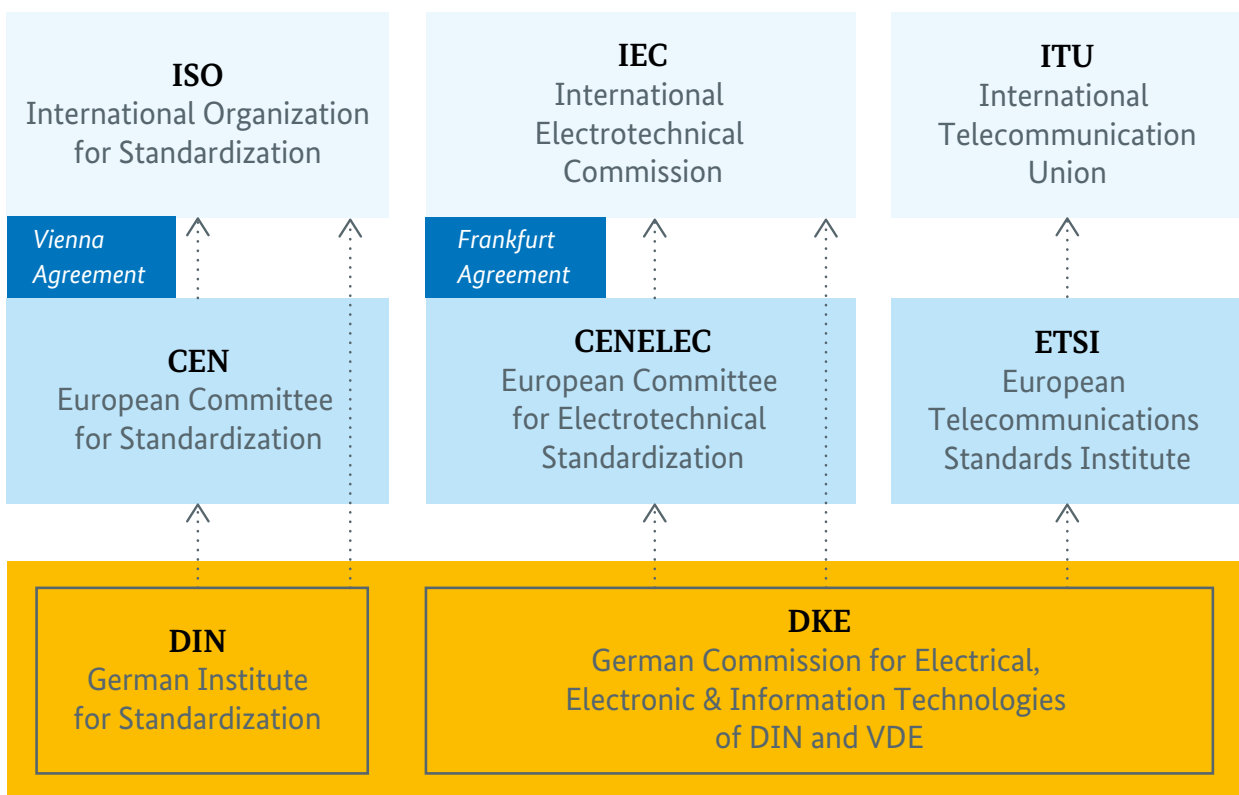 ISO
International Organization
for Standardization
IEC
International
Electrotechnical
Commission
ITU
International
Telecommunication
Union
Vienna
Agreement
Frankfurt
Agreement
CEN
European Committee
for Standardization
CENELEC
European Committee
for Electrotechnical
Standardization
ETSI
European
Telecommunications
Standards Institute
DIN
German Institute
for Standardization
DKE
German Commission for Electrical,
Electronic & Information Technologies
of DIN and VDE